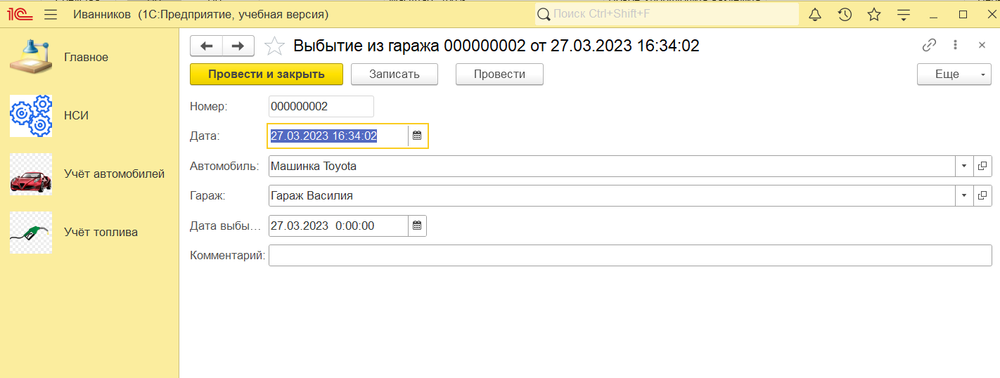 1С Иванников (1С:Предприятие, учебная версия) Поиск Ctrl+Shift+F
Главное
НСИ
Учёт автомобилей
Учёт топлива
Выбытие из гаража 000000002 от 27.03.2023 16:34:02
Провести и закрыть Записать Провести Еще
Номер: 000000002
Дата: 27.03.2023 16:34:02
Автомобиль: Машинка Toyota
Гараж: Гараж Василия
Дата выбы... 27.03.2023 0:00:00
Комментарий: